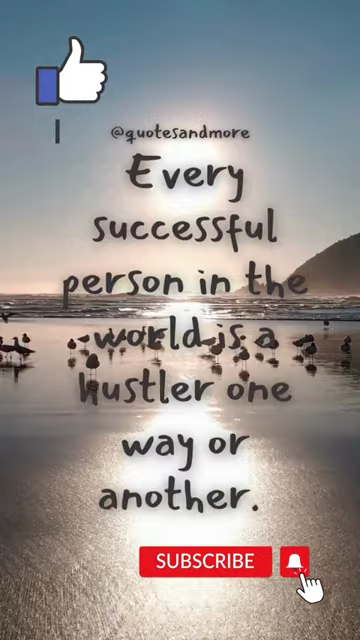 @quotesandmore
Every
successful
person in the
world is a
hustler one
way or
another.
SUBSCRIBE